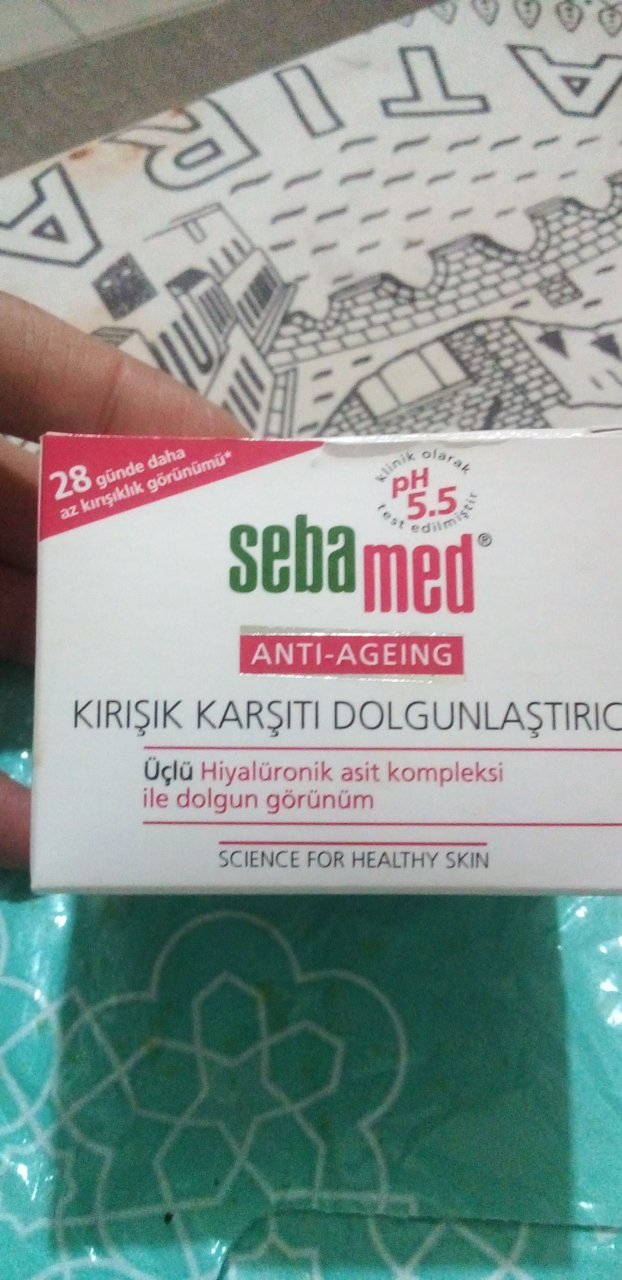 ATIRA
28 günde daha
az kırışıklık görünümü*
klinik olarak
pH
5.5
test edilmiştir
sebamed®
ANTI-AGEING
KIRIŞIK KARŞITI DOLGUNLAŞTIRIC
Üçlü Hiyalüronik asit kompleksi
ile dolgun görünüm
SCIENCE FOR HEALTHY SKIN